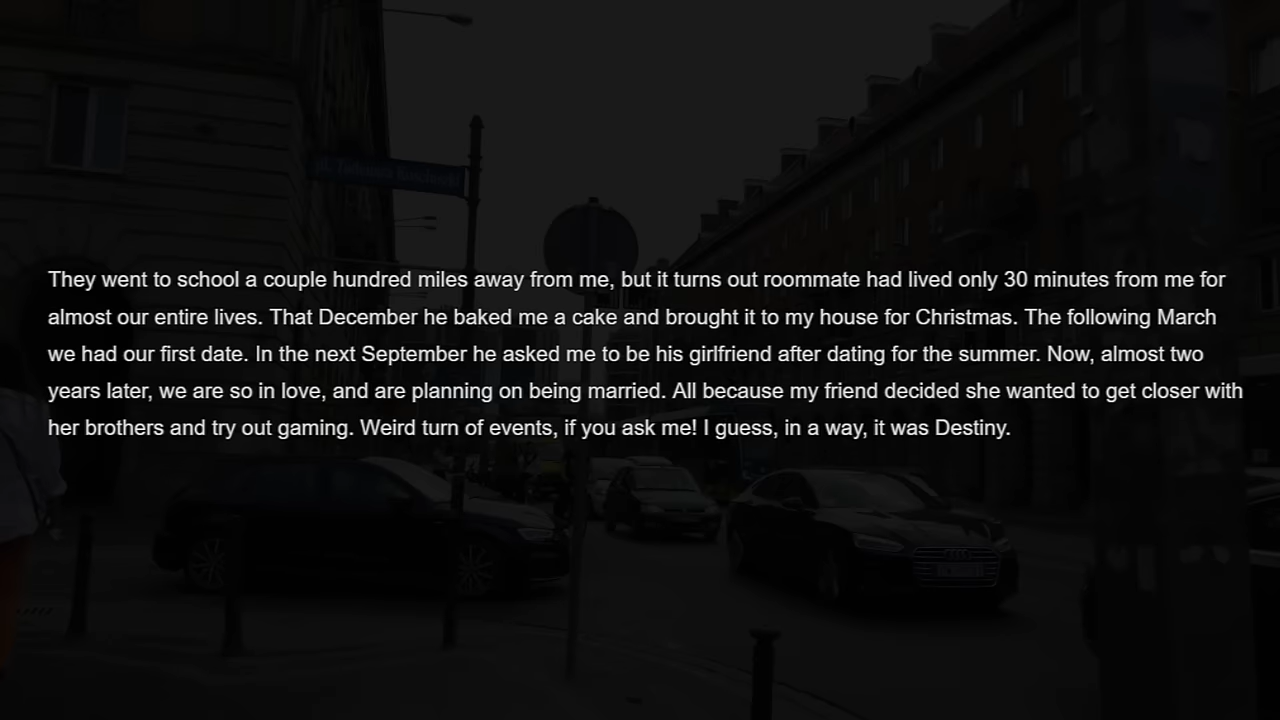 They went to school a couple hundred miles away from me, but it turns out roommate had lived only 30 minutes from me for
almost our entire lives. That December he baked me a cake and brought it to my house for Christmas. The following March
we had our first date. In the next September he asked me to be his girlfriend after dating for the summer. Now, almost two
years later, we are so in love, and are planning on being married. All because my friend decided she wanted to get closer with
her brothers and try out gaming. Weird turn of events, if you ask me! I guess, in a way, it was Destiny.